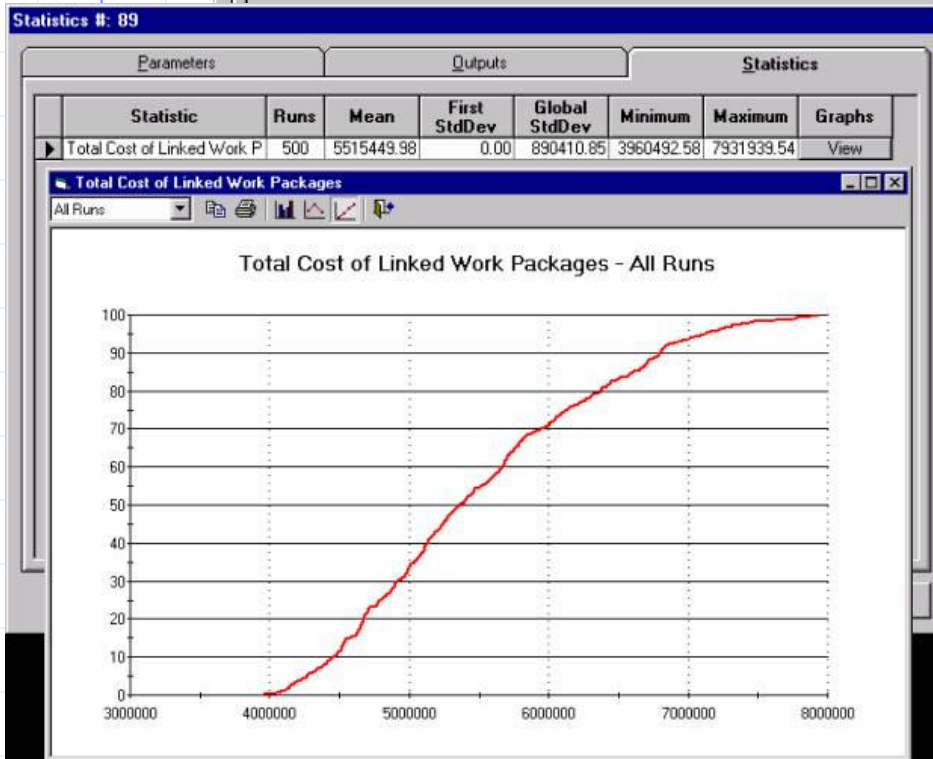 Statistics #: 89
Parameters
Outputs
Statistics
Statistic Runs Mean First StdDev Global StdDev Minimum Maximum Graphs
Total Cost of Linked Work P 500 5515449.98 0.00 890410.85 3960492.58 7931939.54 View
Total Cost of Linked Work Packages
All Runs
Total Cost of Linked Work Packages - All Runs
100
90
80
70
60
50
40
30
20
10
0
3000000 4000000 5000000 6000000 7000000 8000000